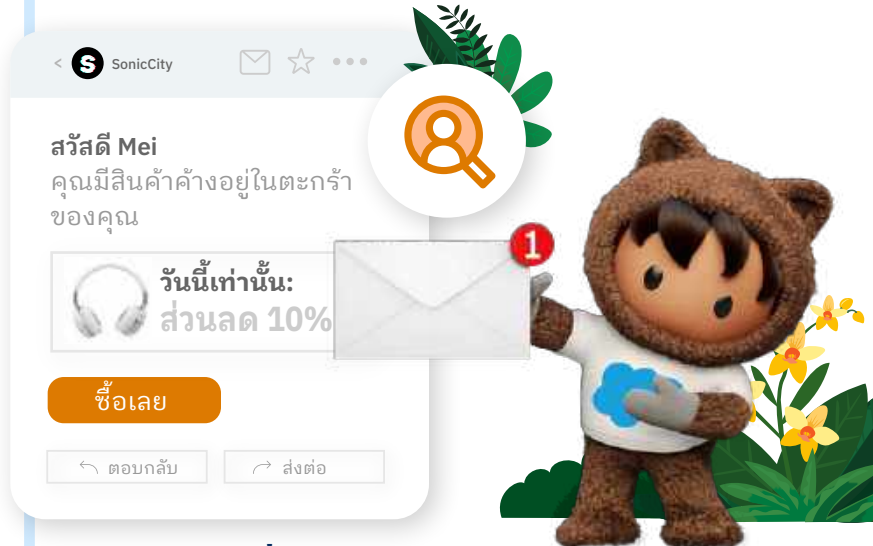 < S SonicCity
สวัสดี Mei
คุณมีสินค้าค้างอยู่ในตะกร้า
ของคุณ
วันนี้เท่านั้น:
ส่วนลด 10%
1
ซื้อเลย
ตอบกลับ
ส่งต่อ